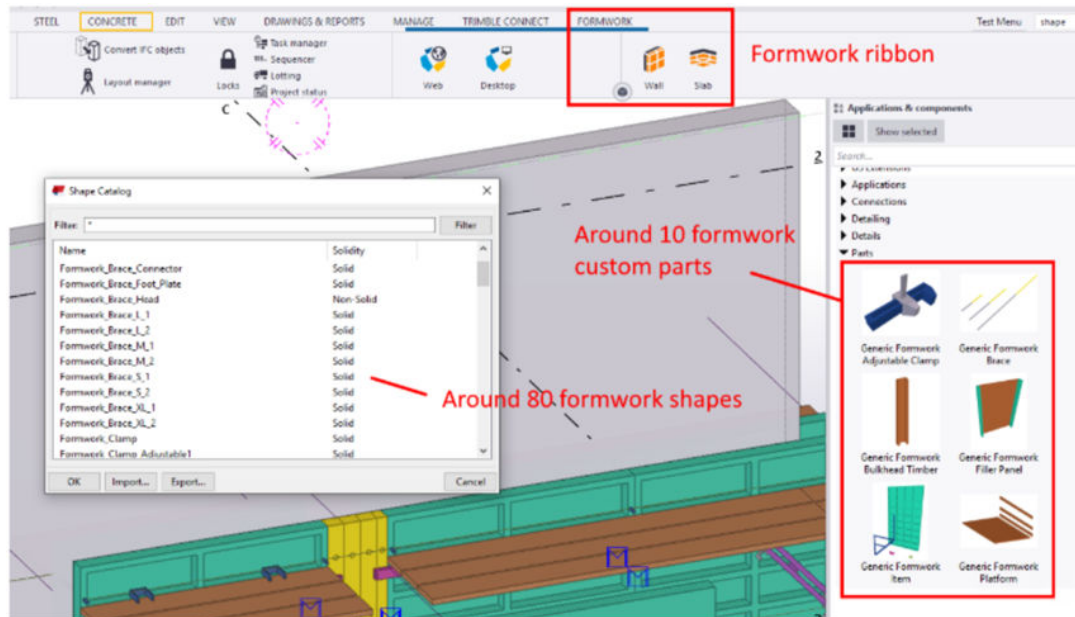 STEEL CONCRETE EDIT VIEW DRAWINGS & REPORTS MANAGE TRIMBLE CONNECT FORMWORK Test Menu shape
Convert IFC objects
Layout manager
Locks
Task manager
Sequencer
Lotting
Project status
Web
Desktop
Wall
Slab
Formwork ribbon
C
2
Applications & components
Show selected
Search...
Applications
Connections
Detailing
Details
Parts
Shape Catalog
Filter: *
Filter
Name Solidity
Formwork_Brace_Connector Solid
Formwork_Brace_Foot_Plate Solid
Formwork_Brace_Head Non-Solid
Formwork_Brace_L_1 Solid
Formwork_Brace_L_2 Solid
Formwork_Brace_M_1 Solid
Formwork_Brace_M_2 Solid
Formwork_Brace_S_1 Solid
Formwork_Brace_S_2 Solid
Formwork_Brace_XL_1 Solid
Formwork_Brace_XL_2 Solid
Formwork_Clamp Solid
Formwork_Clamp_Adjustable1 Solid
OK Import... Export... Cancel
Around 10 formwork
custom parts
Around 80 formwork shapes
Generic Formwork
Adjustable Clamp
Generic Formwork
Brace
Generic Formwork
Bulkhead Timber
Generic Formwork
Filler Panel
Generic Formwork
Item
Generic Formwork
Platform